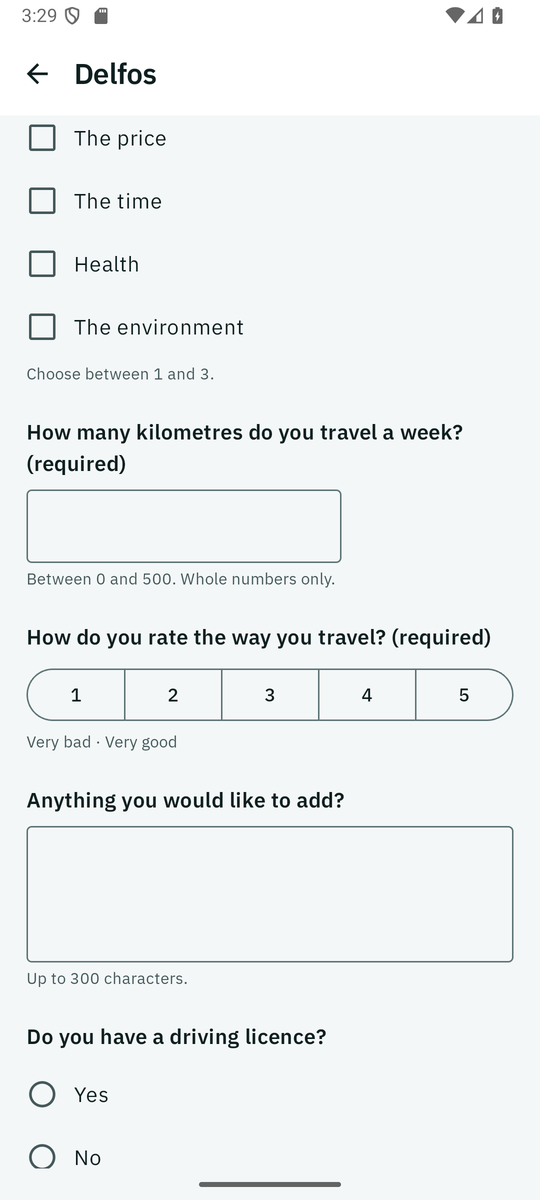 3:29
Delfos
The price
The time
Health
The environment
Choose between 1 and 3.
How many kilometres do you travel a week?
(required)
Between 0 and 500. Whole numbers only.
How do you rate the way you travel? (required)
1 2 3 4 5
Very bad · Very good
Anything you would like to add?
Up to 300 characters.
Do you have a driving licence?
Yes
No